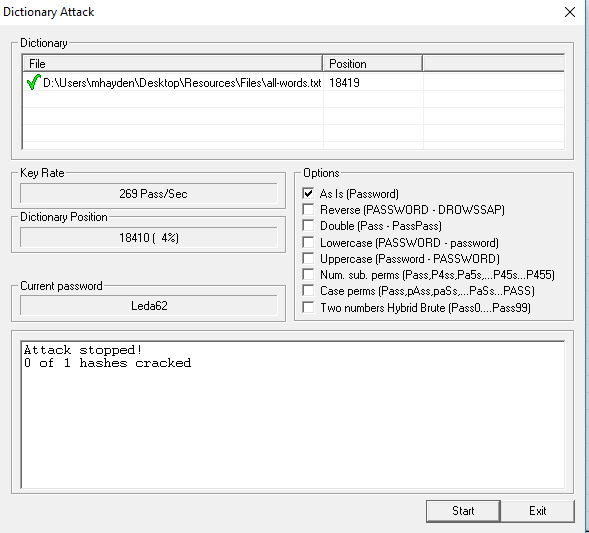 Dictionary Attack
Dictionary
File Position
D:\Users\mhayden\Desktop\Resources\Files\all-words.txt 18419
Key Rate
269 Pass/Sec
Dictionary Position
18410 ( 4%)
Current password
Leda62
Options
As Is (Password)
Reverse (PASSWORD - DROWSSAP)
Double (Pass - PassPass)
Lowercase (PASSWORD - password)
Uppercase (Password - PASSWORD)
Num. sub. perms (Pass,P4ss,Pa5s,...P45s...P455)
Case perms (Pass,pAss,paSs,...PaSs...PASS)
Two numbers Hybrid Brute (Pass0....Pass99)
Attack stopped!
0 of 1 hashes cracked
Start Exit